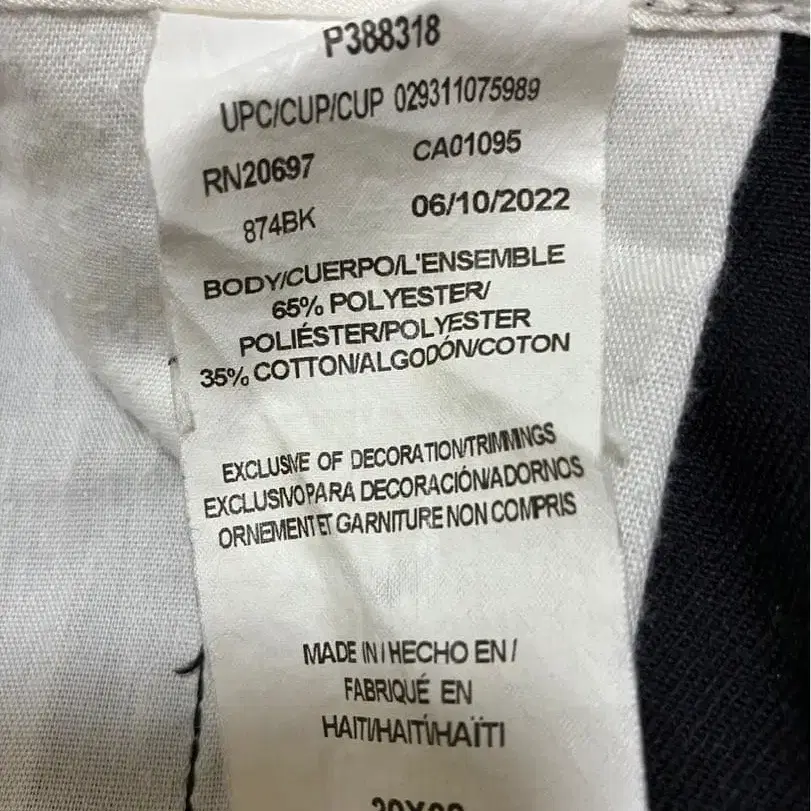 P388318
UPC/CUP/CUP 029311075989
RN20697 CA01095
874BK 06/10/2022
BODY/CUERPO/L'ENSEMBLE
65% POLYESTER/
POLIÉSTER/POLYESTER
35% COTTON/ALGODÓN/COTON
EXCLUSIVE OF DECORATION/TRIMMINGS
EXCLUSIVO PARA DECORACIÓN/ADORNOS
ORNEMENT ET GARNITURE NON COMPRIS
MADE IN / HECHO EN /
FABRIQUÉ EN
HAITI/HAITÍ/HAÏTI